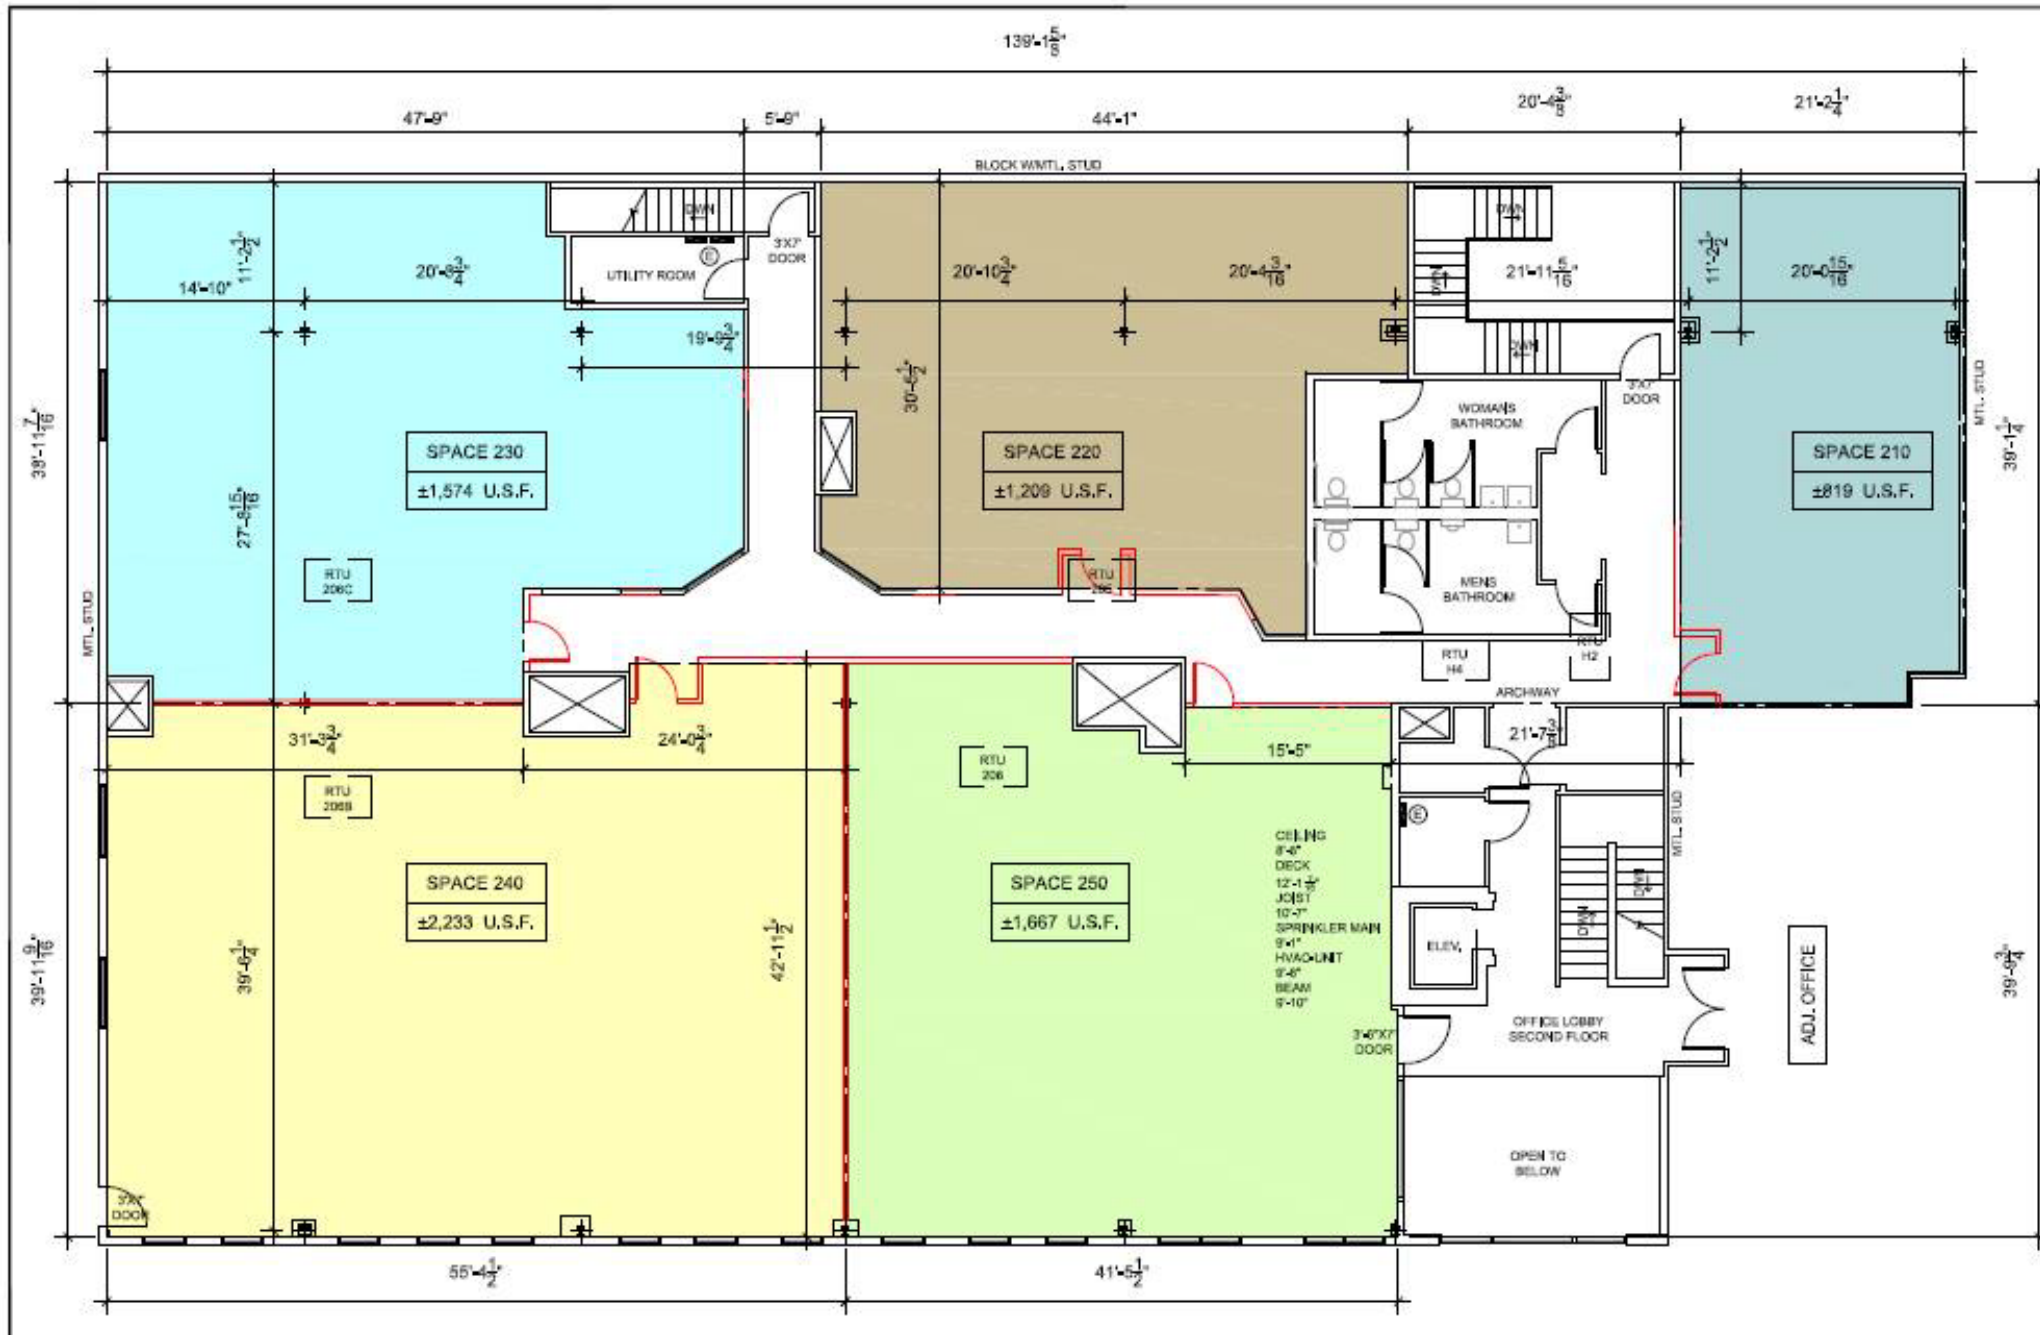 139'-1 5/8"
47'-9"
5'-9"
44'-1"
20'-4 3/8"
21'-2 1/4"
BLOCK W/MTL. STUD
DWN
DWN
3'X7'
DOOR
UTILITY ROOM
E
11'-2 1/2"
14'-10"
20'-8 3/4"
20'-10 3/4"
20'-4 3/16"
DWN
21'-11 5/16"
11'-2 1/2"
20'-0 15/16"
19'-9 3/4"
DWN
30'-6 1/2"
3'X7'
DOOR
MTL. STUD
38'-11 7/16"
WOMANS
BATHROOM
39'-1 1/4"
SPACE 230
±1,574 U.S.F.
SPACE 220
±1,209 U.S.F.
SPACE 210
±819 U.S.F.
27'-8 15/16"
RTU
206C
RTU
MENS
BATHROOM
MTL. STUD
RTU
H4
RTU
H2
ARCHWAY
31'-3 3/4"
24'-0 3/4"
15'-5"
RTU
206B
RTU
206
MTL. STUD
E
CEILING
8'-8"
DECK
JOIST
10'-7"
SPRINKLER MAIN
9'-1"
HVAC-UNIT
BEAM
9'-10"
SPACE 240
±2,233 U.S.F.
SPACE 250
±1,667 U.S.F.
DWN
DWN
ELEV.
39'-11 9/16"
39'-6 1/4"
42'-11 1/2"
39'-9 3/4"
ADJ. OFFICE
OFFICE LOBBY
SECOND FLOOR
3'-6"X7'
DOOR
OPEN TO
BELOW
3'X7'
DOOR
55'-4 1/2"
41'-5 1/2"